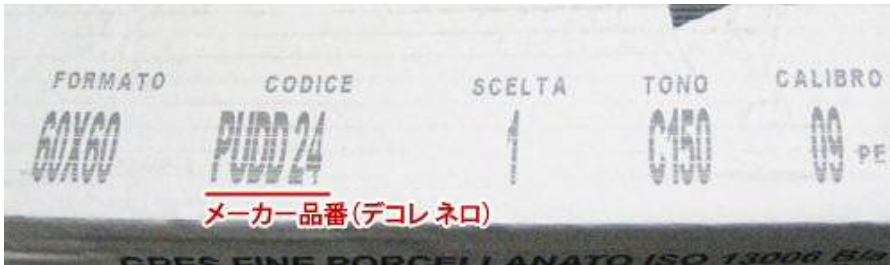 FORMATO CODICE SCELTA TONO CALIBRO
60X60 PUDD24 1 C150 09 PE
メーカー品番(デコレ ネロ)
GRES FINE PORCELLANATO ISO 13006 BIa